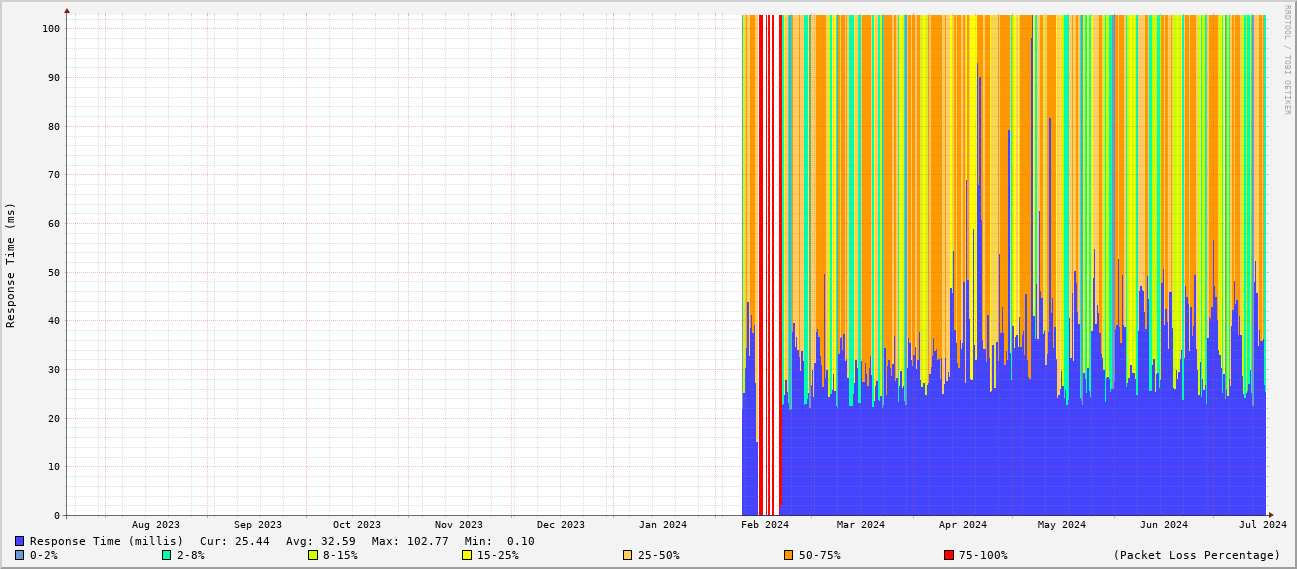 RRDTOOL / TOBI OETIKER
Response Time (ms)
100
90
80
70
60
50
40
30
20
10
0
Aug 2023 Sep 2023 Oct 2023 Nov 2023 Dec 2023 Jan 2024 Feb 2024 Mar 2024 Apr 2024 May 2024 Jun 2024 Jul 2024
Response Time (millis) Cur: 25.44 Avg: 32.59 Max: 102.77 Min: 0.10
0-2% 2-8% 8-15% 15-25% 25-50% 50-75% 75-100% (Packet Loss Percentage)